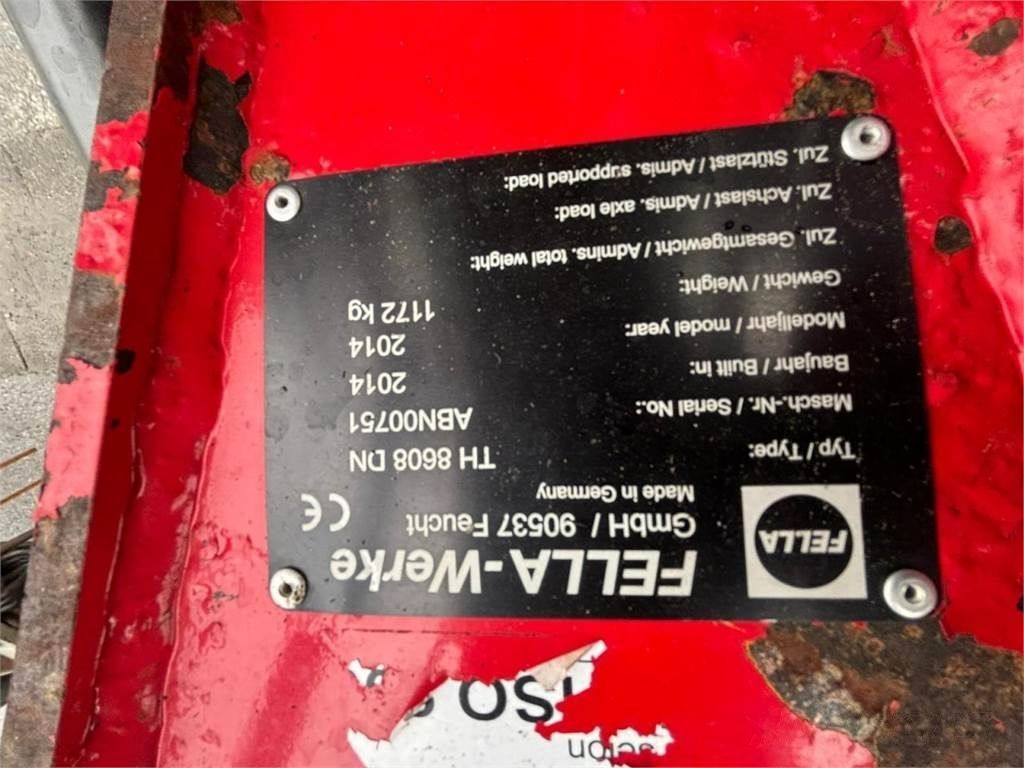 FELLA
FELLA-Werke
GmbH / 90537 Feucht
Made in Germany
CE
Typ / Type: TH 8608 DN
Masch.-Nr. / Serial No.: ABN00751
Baujahr / Built in: 2014
Modelljahr / model year: 2014
Gewicht / Weight: 1172 kg
Zul. Gesamtgewicht / Admins. total weight:
Zul. Achslast / Admis. axle load:
Zul. Stützlast / Admis. supported load:
ISO